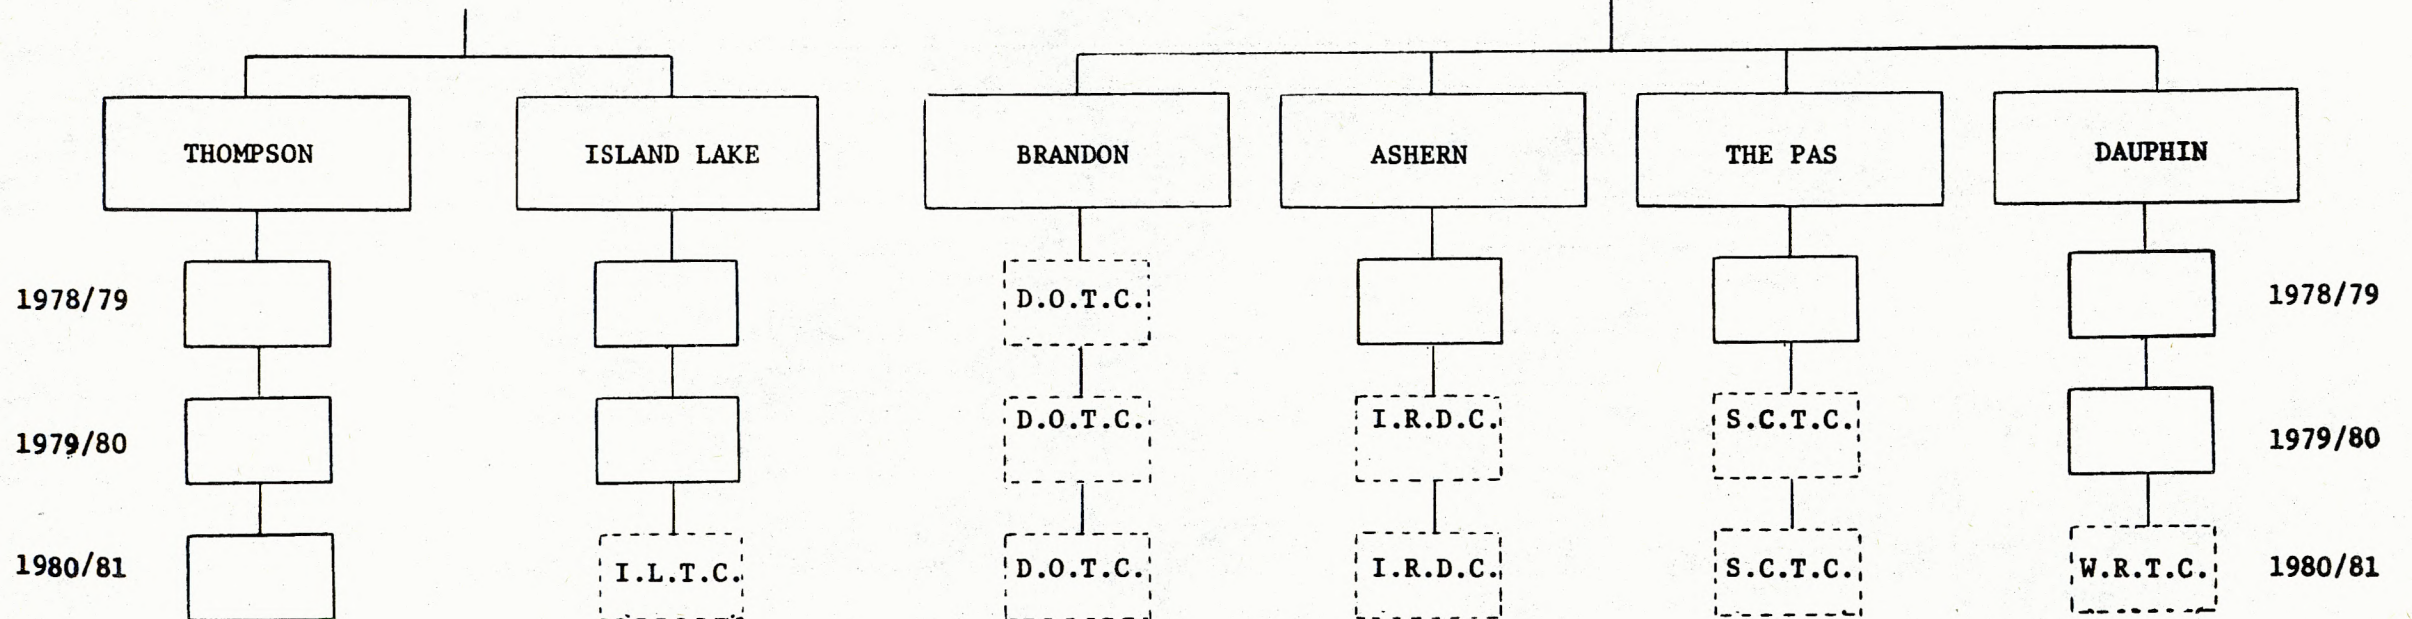 THOMPSON ISLAND LAKE BRANDON ASHERN THE PAS DAUPHIN
1978/79 D.O.T.C. 1978/79
1979/80 D.O.T.C. I.R.D.C. S.C.T.C. 1979/80
1980/81 I.L.T.C. D.O.T.C. I.R.D.C. S.C.T.C. W.R.T.C. 1980/81